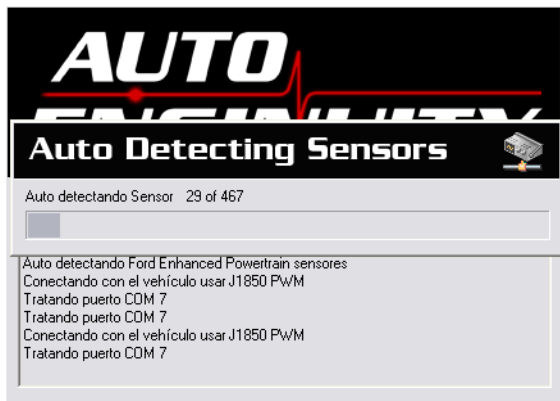 AUTO
ENGINUITY
Auto Detecting Sensors
Auto detectando Sensor 29 of 467
Auto detectando Ford Enhanced Powertrain sensores
Conectando con el vehículo usar J1850 PWM
Tratando puerto COM 7
Tratando puerto COM 7
Conectando con el vehículo usar J1850 PWM
Tratando puerto COM 7